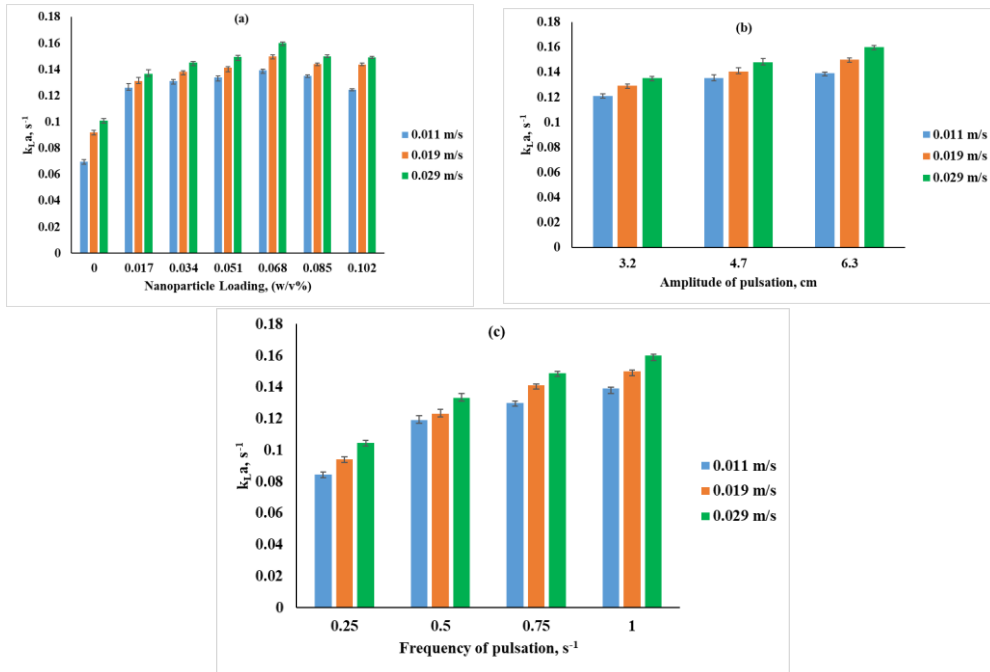 (a)
0.18
0.16
0.14
0.12
0.1
0.08
0.06
0.04
0.02
0
kLa, s-1
0 0.017 0.034 0.051 0.068 0.085 0.102
Nanoparticle Loading, (w/v%)
0.011 m/s
0.019 m/s
0.029 m/s
(b)
0.18
0.16
0.14
0.12
0.1
0.08
0.06
0.04
0.02
0
kLa, s-1
3.2 4.7 6.3
Amplitude of pulsation, cm
0.011 m/s
0.019 m/s
0.029 m/s
(c)
0.18
0.16
0.14
0.12
0.1
0.08
0.06
0.04
0.02
0
kLa, s-1
0.25 0.5 0.75 1
Frequency of pulsation, s-1
0.011 m/s
0.019 m/s
0.029 m/s